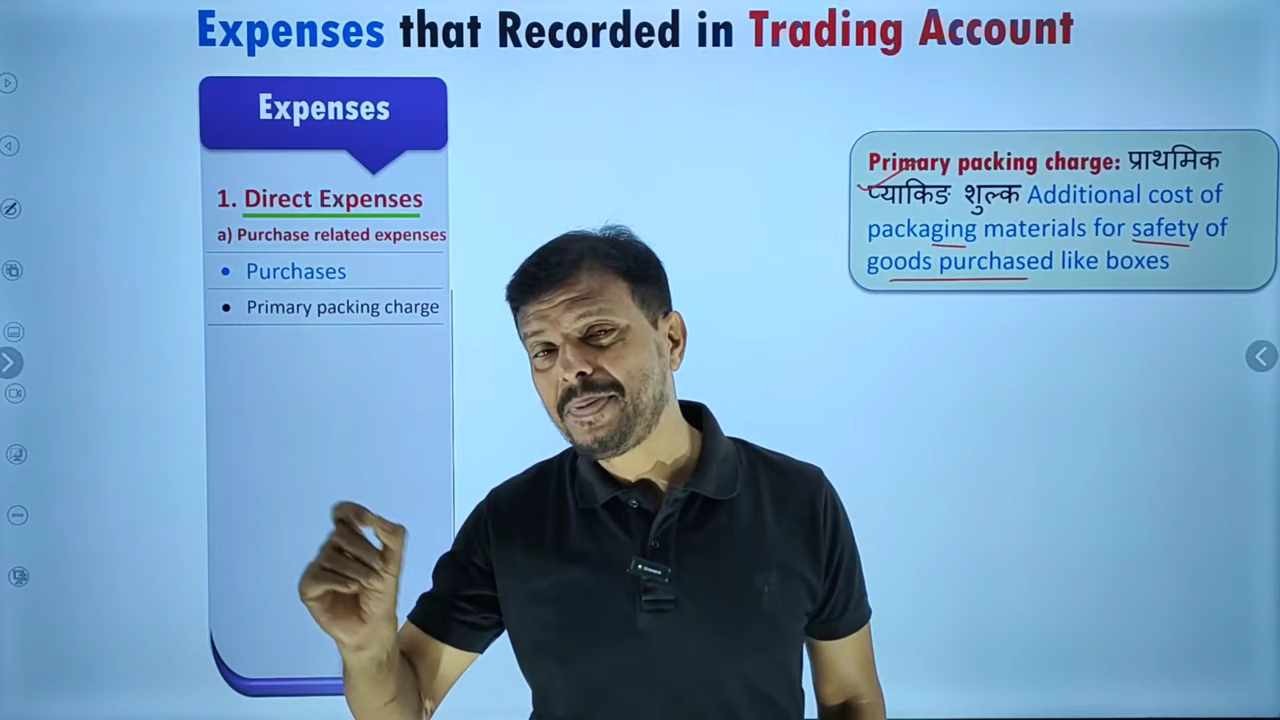 Expenses that Recorded in Trading Account
Expenses
1. Direct Expenses
a) Purchase related expenses
• Purchases
• Primary packing charge
Primary packing charge: प्राथमिक
प्याकिङ शुल्क Additional cost of
packaging materials for safety of
goods purchased like boxes